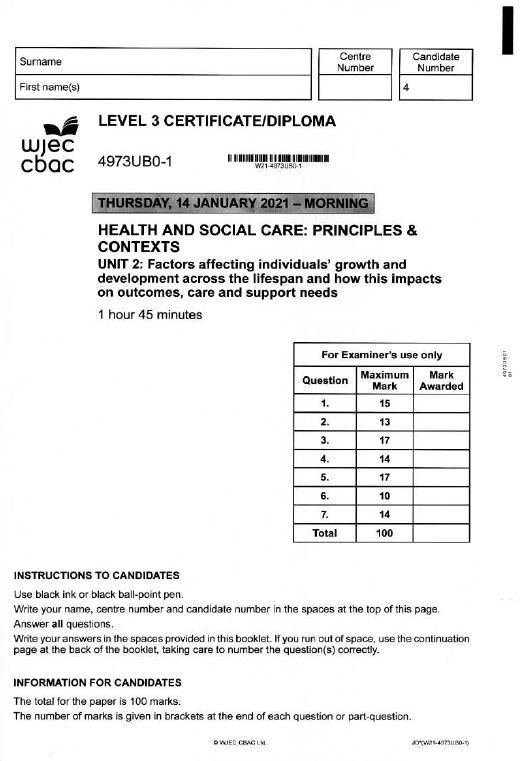 Surname
Centre Number
Candidate Number
First name(s)
4
wjec
cbac
LEVEL 3 CERTIFICATE/DIPLOMA
4973UB0-1
W21-4973UB0-1
THURSDAY, 14 JANUARY 2021 – MORNING
HEALTH AND SOCIAL CARE: PRINCIPLES &
CONTEXTS
UNIT 2: Factors affecting individuals' growth and
development across the lifespan and how this impacts
on outcomes, care and support needs
1 hour 45 minutes
For Examiner's use only
Question Maximum Mark Mark Awarded
1. 15
2. 13
3. 17
4. 14
5. 17
6. 10
7. 14
Total 100
4973UB01
01
INSTRUCTIONS TO CANDIDATES
Use black ink or black ball-point pen.
Write your name, centre number and candidate number in the spaces at the top of this page.
Answer all questions.
Write your answers in the spaces provided in this booklet. If you run out of space, use the continuation
page at the back of the booklet, taking care to number the question(s) correctly.
INFORMATION FOR CANDIDATES
The total for the paper is 100 marks.
The number of marks is given in brackets at the end of each question or part-question.
© WJEC CBAC Ltd.
JD*(W21-4973UB0-1)